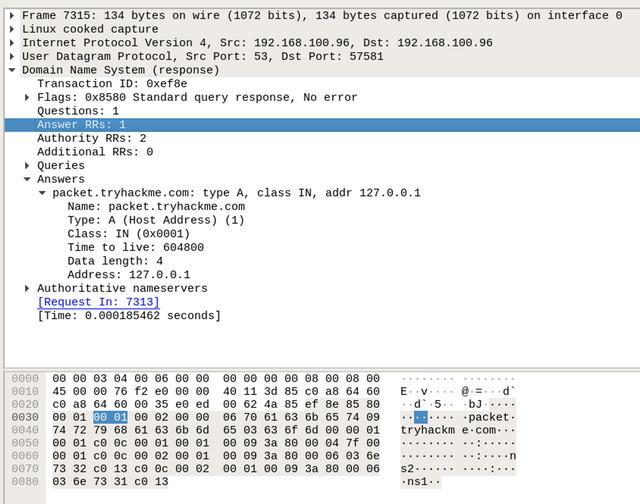 Frame 7315: 134 bytes on wire (1072 bits), 134 bytes captured (1072 bits) on interface 0
Linux cooked capture
Internet Protocol Version 4, Src: 192.168.100.96, Dst: 192.168.100.96
User Datagram Protocol, Src Port: 53, Dst Port: 57581
Domain Name System (response)
Transaction ID: 0xef8e
Flags: 0x8580 Standard query response, No error
Questions: 1
Answer RRs: 1
Authority RRs: 2
Additional RRs: 0
Queries
Answers
packet.tryhackme.com: type A, class IN, addr 127.0.0.1
Name: packet.tryhackme.com
Type: A (Host Address) (1)
Class: IN (0x0001)
Time to live: 604800
Data length: 4
Address: 127.0.0.1
Authoritative nameservers
[Request In: 7313]
[Time: 0.000185462 seconds]
0000 00 00 03 04 00 06 00 00 00 00 00 00 08 00 08 00 ········ ········
0010 45 00 00 76 f2 e0 00 00 40 11 3d 85 c0 a8 64 60 E··v···· @·=···d`
0020 c0 a8 64 60 00 35 e0 ed 00 62 4a 85 ef 8e 85 80 ··d`·5·· ·bJ·····
0030 00 01 00 01 00 02 00 00 06 70 61 63 6b 65 74 09 ········ ·packet·
0040 74 72 79 68 61 63 6b 6d 65 03 63 6f 6d 00 00 01 tryhackm e·com···
0050 00 01 c0 0c 00 01 00 01 00 09 3a 80 00 04 7f 00 ········ ··:·····
0060 00 01 c0 0c 00 02 00 01 00 09 3a 80 00 06 03 6e ········ ··:····n
0070 73 32 c0 13 c0 0c 00 02 00 01 00 09 3a 80 00 06 s2······ ····:···
0080 03 6e 73 31 c0 13 ·ns1··